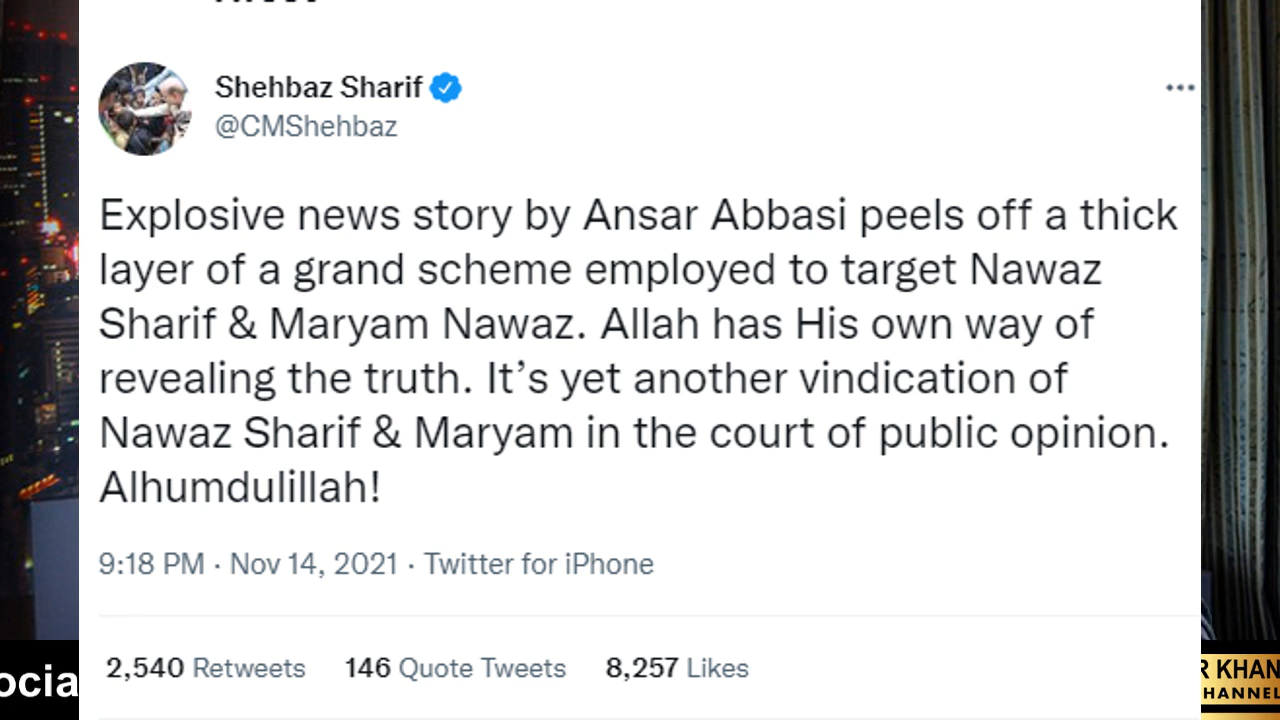 Shehbaz Sharif
@CMShehbaz
Explosive news story by Ansar Abbasi peels off a thick
layer of a grand scheme employed to target Nawaz
Sharif & Maryam Nawaz. Allah has His own way of
revealing the truth. It’s yet another vindication of
Nawaz Sharif & Maryam in the court of public opinion.
Alhumdulillah!
9:18 PM · Nov 14, 2021 · Twitter for iPhone
2,540 Retweets 146 Quote Tweets 8,257 Likes
ocia
R KHAN
HANNEL